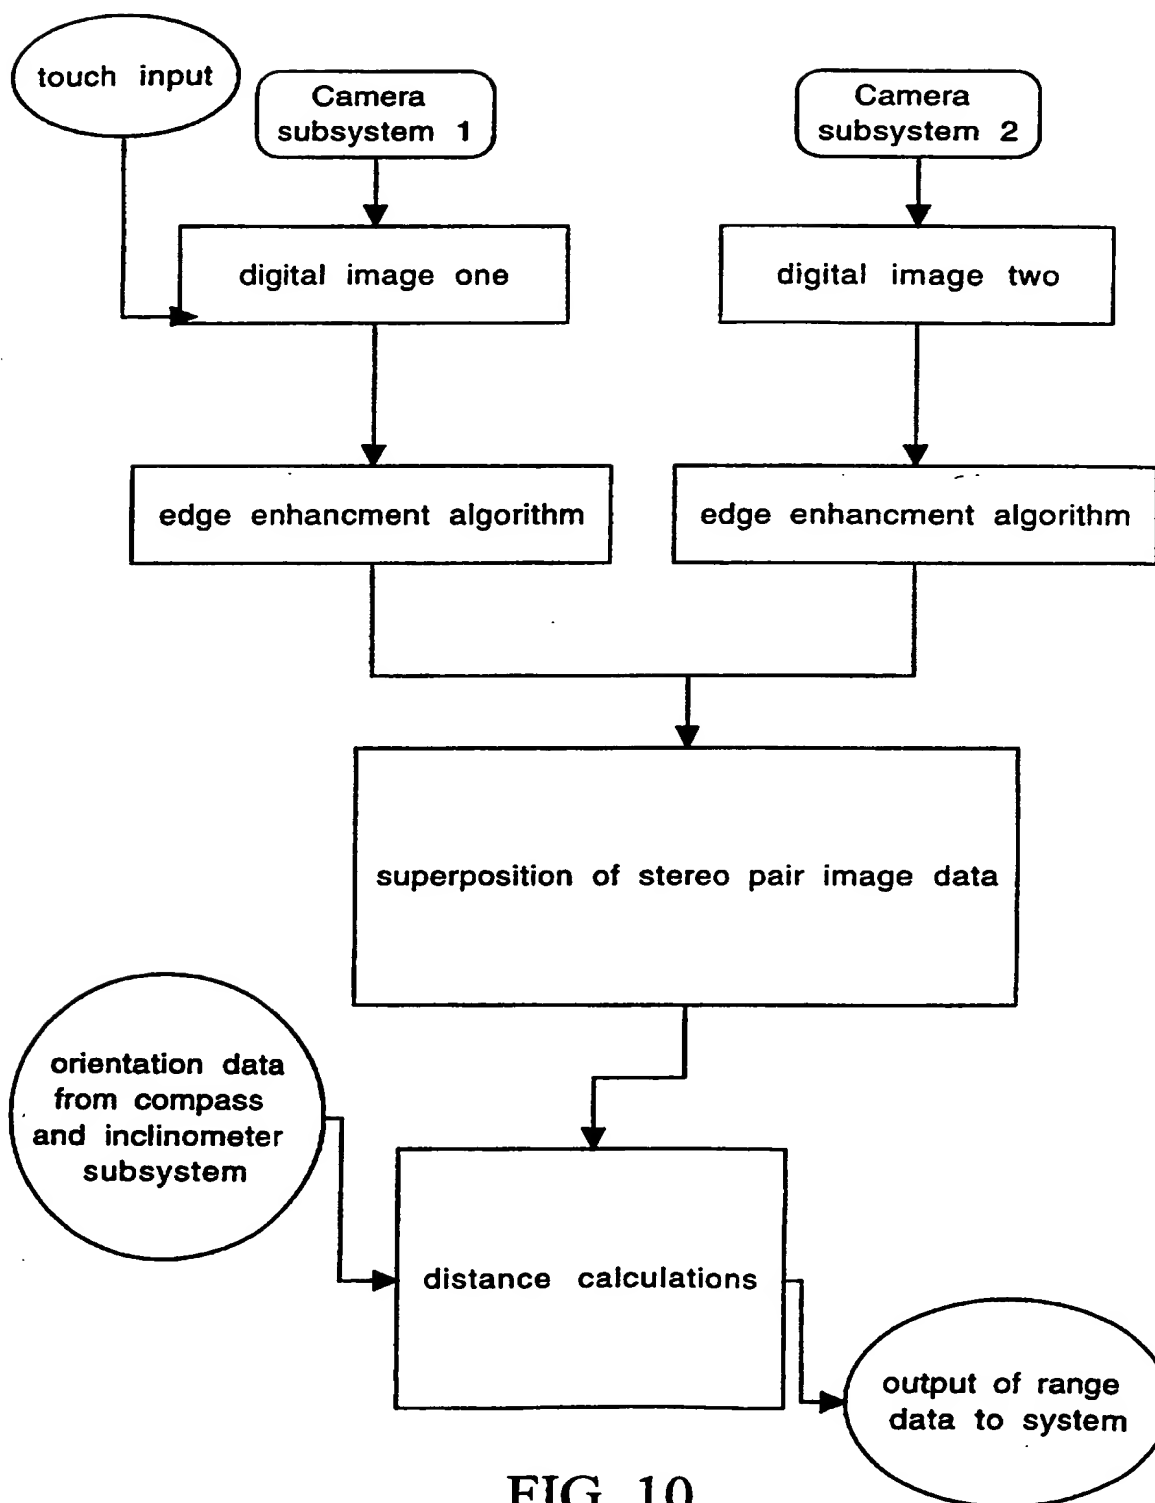 touch input
Camera
subsystem 1
Camera
subsystem 2
digital image one
digital image two
edge enhancment algorithm
edge enhancment algorithm
superposition of stereo pair image data
orientation data
from compass
and inclinometer
subsystem
distance calculations
output of range
data to system
FIG. 10